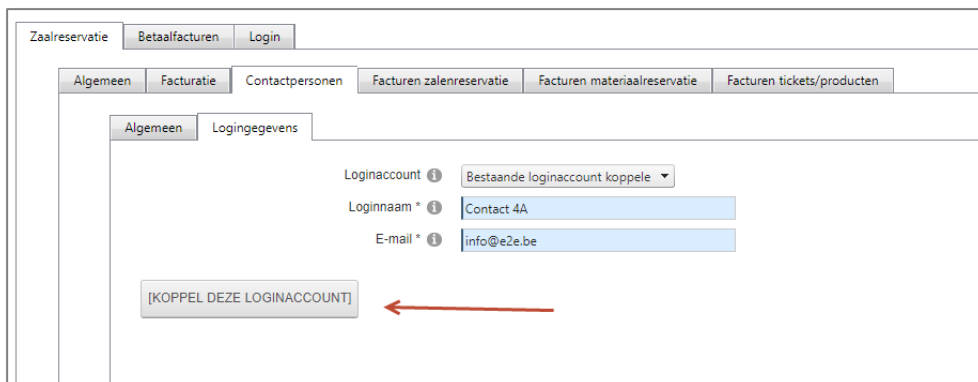 Zaalreservatie Betaalfacturen Login
Algemeen Facturatie Contactpersonen Facturen zalenreservatie Facturen materiaalreservatie Facturen tickets/producten
Algemeen Logingegevens
Loginaccount Bestaande loginaccount koppele
Loginnaam * Contact 4A
E-mail * info@e2e.be
[KOPPEL DEZE LOGINACCOUNT]